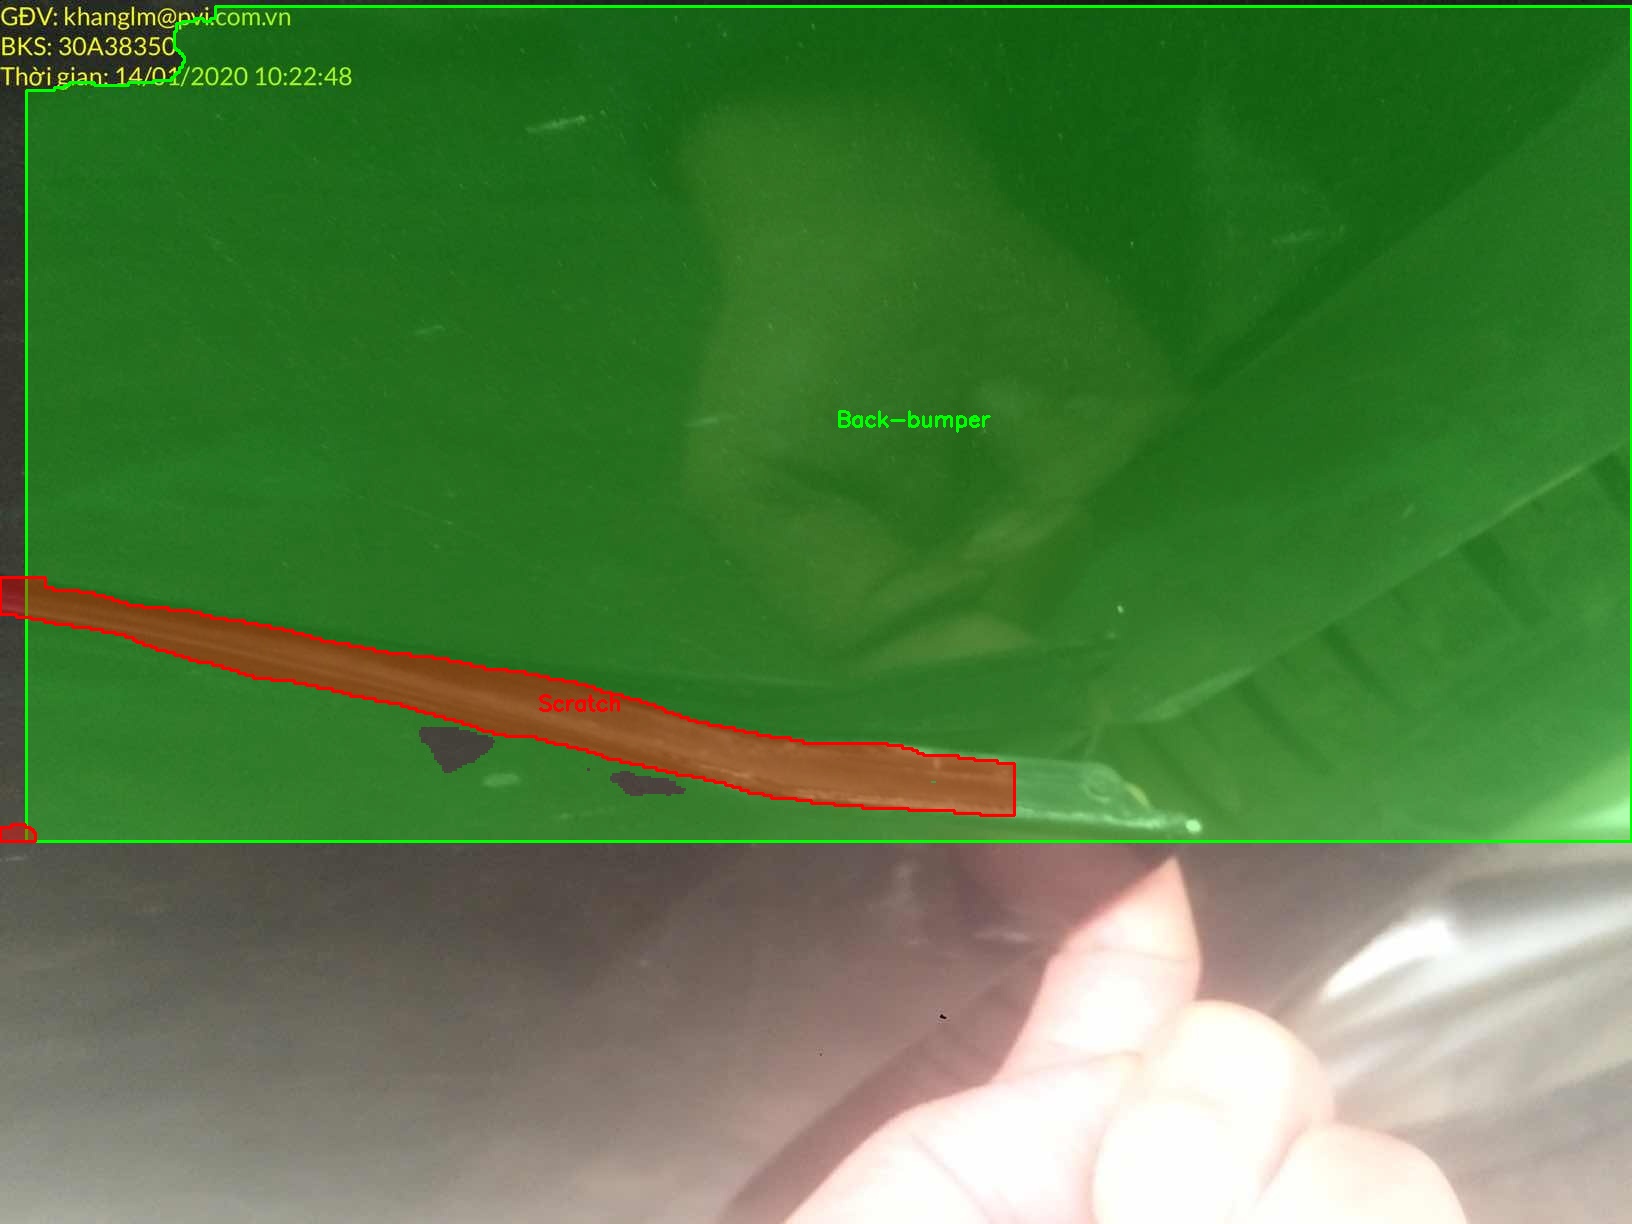 GĐV: khanglm@pvi.com.vn
BKS: 30A38350
Thời gian: 14/01/2020 10:22:48
Back-bumper
Scratch